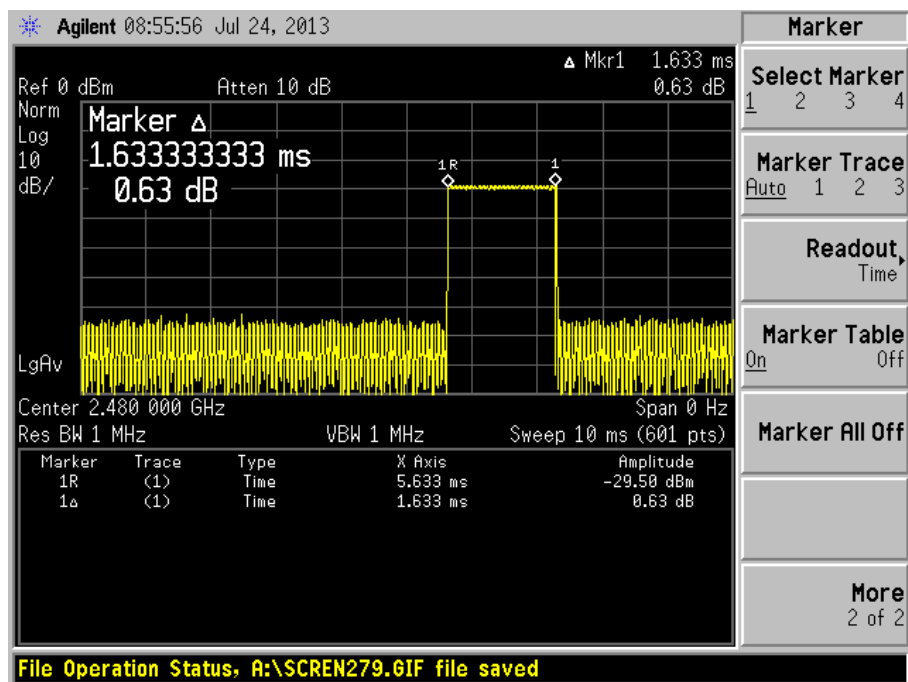 Agilent 08:55:56 Jul 24, 2013
Δ Mkr1 1.633 ms
Ref 0 dBm Atten 10 dB 0.63 dB
Norm
Log
10
dB/
Marker Δ
1.633333333 ms
0.63 dB
1R
1
LgAv
Center 2.480 000 GHz Span 0 Hz
Res BW 1 MHz VBW 1 MHz Sweep 10 ms (601 pts)
Marker Trace Type X Axis Amplitude
1R (1) Time 5.633 ms -29.50 dBm
1Δ (1) Time 1.633 ms 0.63 dB
Marker
Select Marker
1 2 3 4
Marker Trace
Auto 1 2 3
Readout
Time
Marker Table
On Off
Marker All Off
More
2 of 2
File Operation Status, A:\SCREN279.GIF file saved